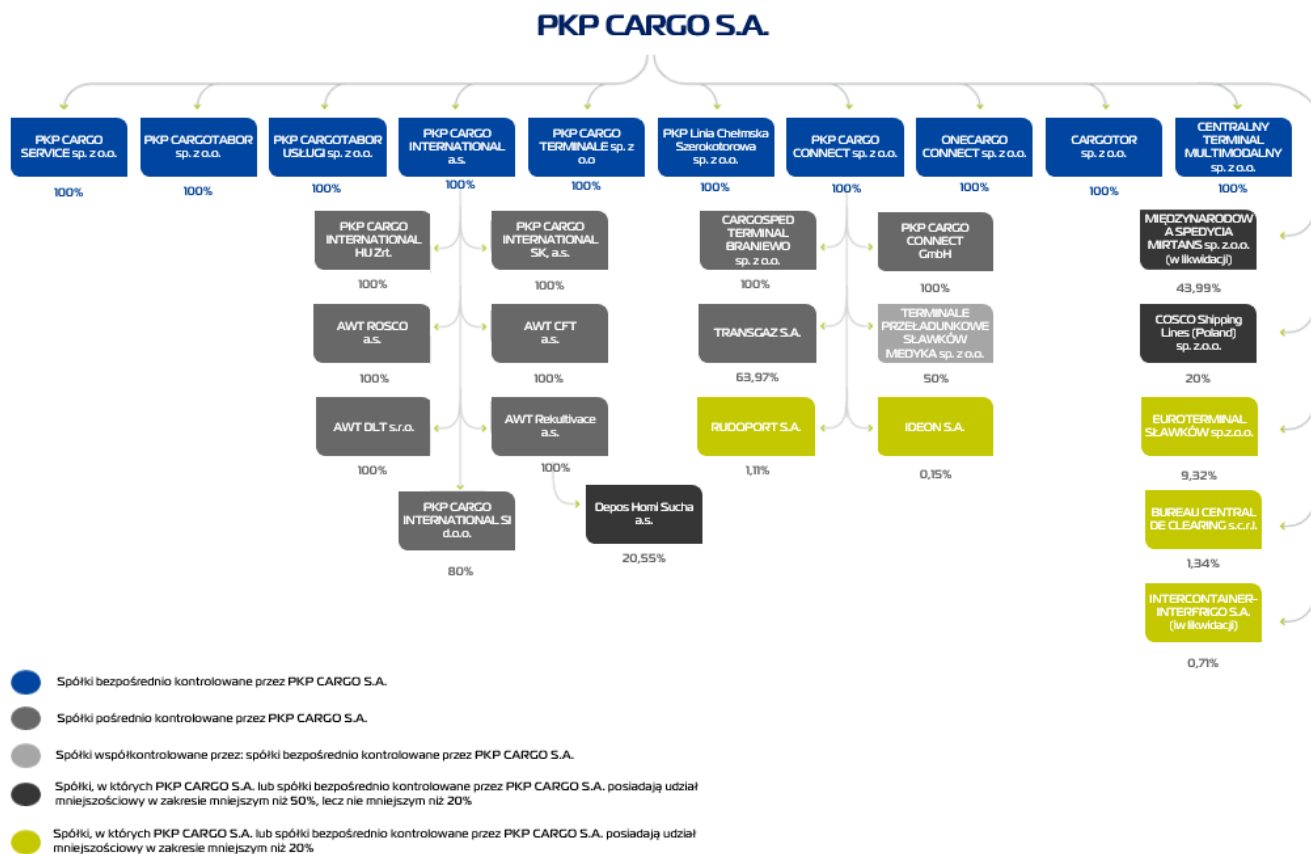 PKP CARGO S.A.
PKP CARGO
SERVICE sp. z o.o.
100%
PKP CARGOTABOR
sp. z o.o.
100%
PKP CARGOTABOR
USŁUGI sp. z o.o.
100%
PKP CARGO
INTERNATIONAL
a.s.
100%
PKP CARGO
TERMINALE sp. z
o.o
100%
PKP Linia Chełmska
Szerokotorowa
sp. z o.o.
100%
PKP CARGO
CONNECT sp. z o.o.
100%
ONECARGO
CONNECT sp. z o.o.
100%
CARGOTOR
sp. z o.o.
100%
CENTRALNY
TERMINAL
MULTIMODALNY
sp. z o.o.
100%
PKP CARGO
INTERNATIONAL
HU Zrt.
100%
PKP CARGO
INTERNATIONAL
SK, a.s.
100%
CARGOSPED
TERMINAL
BRANIEWO
sp. z o.o.
100%
PKP CARGO
CONNECT
GmbH
100%
MIĘDZYNARODOW
A SPEDYCIA
MIRTANS sp. z.o.o.
(w likwidacji)
43,99%
AWT ROSCO
a.s.
100%
AWT CFT
a.s.
100%
TRANSGAZ S.A.
63,97%
TERMINALE
PRZEŁADUNKOWE
SŁAWKÓW
MEDYKA sp. z o.o.
50%
COSCO Shipping
Lines (Poland)
sp. z.o.o.
20%
AWT DLT s.r.o.
100%
AWT Rekultivace
a.s.
100%
RUDOPORT S.A.
1,11%
IDEON S.A.
0,15%
EUROTERMINAL
SŁAWKÓW sp.z.o.o.
9,32%
PKP CARGO
INTERNATIONAL SI
d.o.o.
80%
Depos Horni Sucha
a.s.
20,55%
BUREAU CENTRAL
DE CLEARING s.c.r.l.
1,34%
INTERCONTAINER-
INTERFRIGO S.A.
(iw likwidacji)
0,71%
Spółki bezpośrednio kontrolowane przez PKP CARGO S.A.
Spółki pośrednio kontrolowane przez PKP CARGO S.A.
Spółki współkontrolowane przez: spółki bezpośrednio kontrolowane przez PKP CARGO S.A.
Spółki, w których PKP CARGO S.A. lub spółki bezpośrednio kontrolowane przez PKP CARGO S.A. posiadają udział
mniejszościowy w zakresie mniejszym niż 50%, lecz nie mniejszym niż 20%
Spółki, w których PKP CARGO S.A. lub spółki bezpośrednio kontrolowane przez PKP CARGO S.A. posiadają udział
mniejszościowy w zakresie mniejszym niż 20%